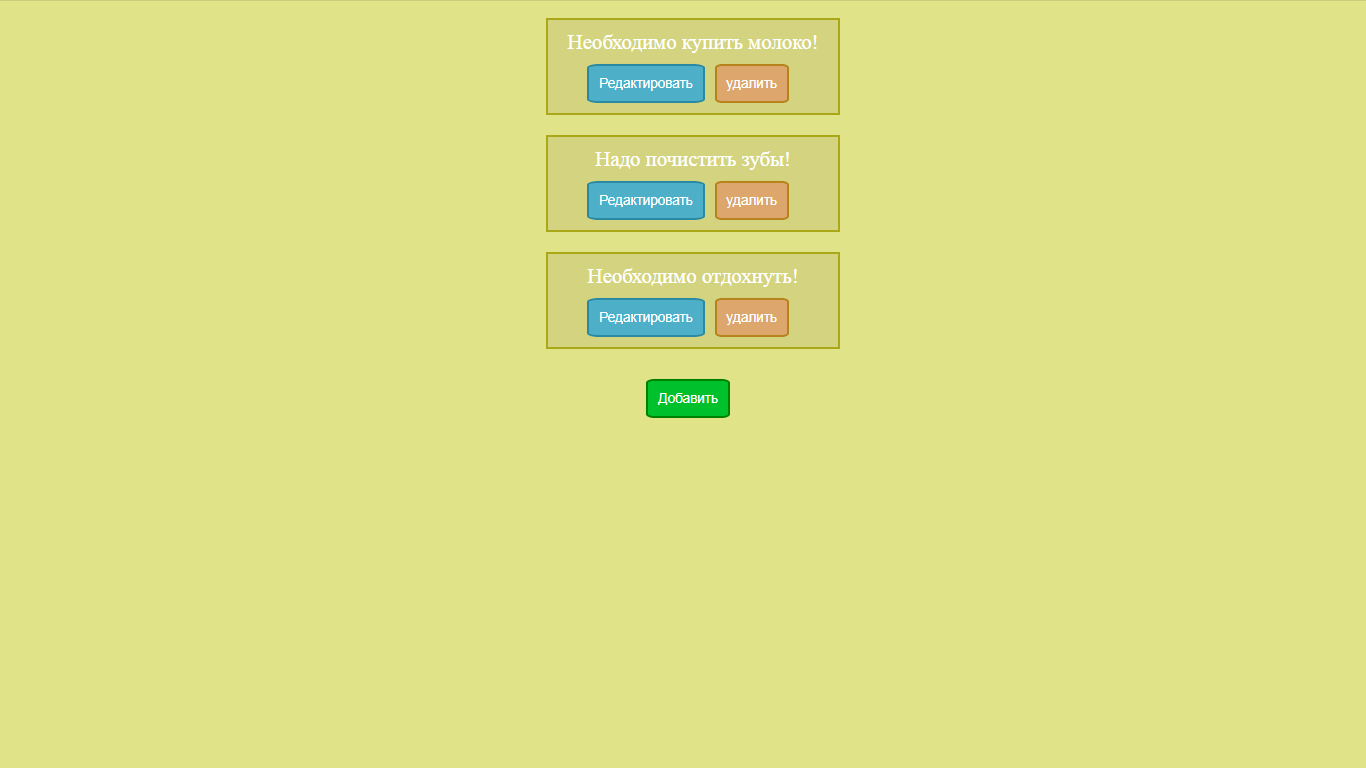 Необходимо купить молоко!
Редактировать удалить
Надо почистить зубы!
Редактировать удалить
Необходимо отдохнуть!
Редактировать удалить
Добавить